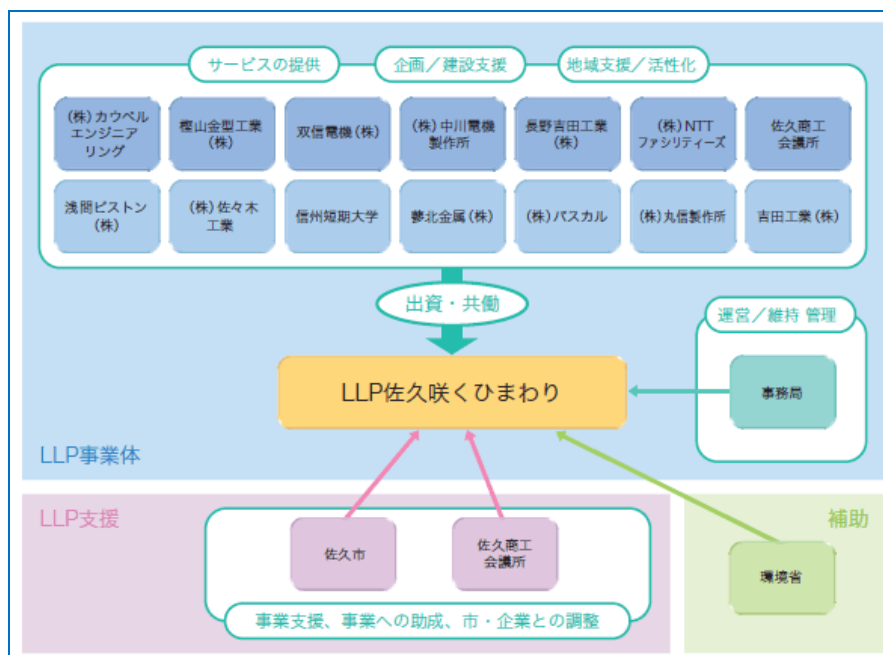 サービスの提供
企画／建設支援
地域支援／活性化
(株)カウベル
エンジニア
リング
樫山金型工業
(株)
双信電機(株)
(株)中川電機
製作所
長野吉田工業
(株)
(株)NTT
ファシリティーズ
佐久商工
会議所
浅間ピストン
(株)
(株)佐々木
工業
信州短期大学
夢北金属(株)
(株)パスカル
(株)丸信製作所
吉田工業(株)
出資・共働
運営／維持 管理
LLP佐久咲くひまわり
事務局
LLP事業体
LLP支援
補助
佐久市
佐久商工
会議所
環境省
事業支援、事業への助成、市・企業との調整